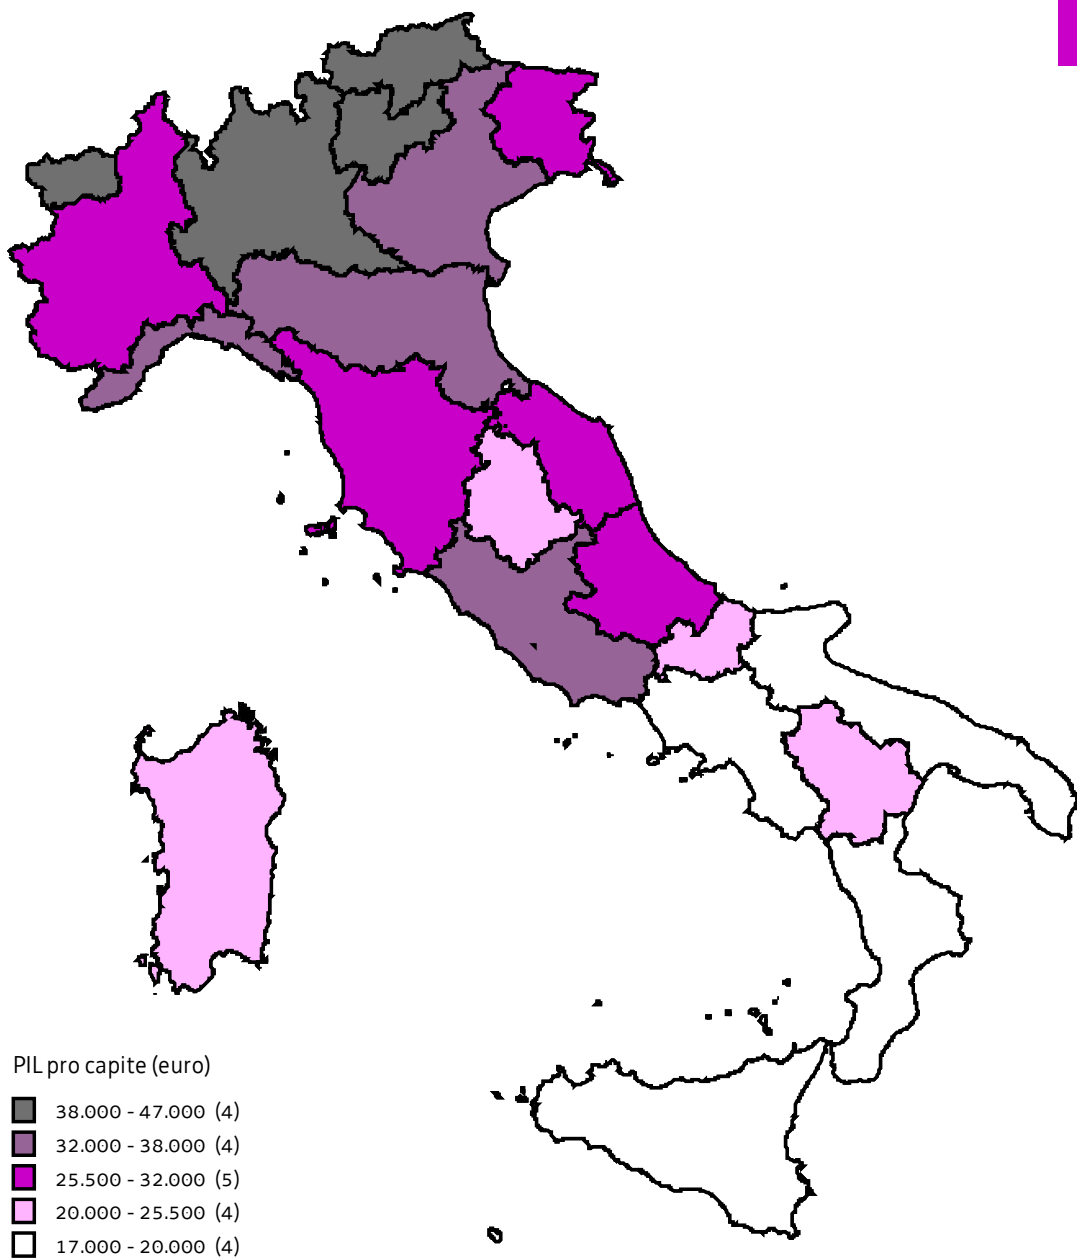 PIL pro capite (euro)
38.000 - 47.000 (4)
32.000 - 38.000 (4)
25.500 - 32.000 (5)
20.000 - 25.500 (4)
17.000 - 20.000 (4)